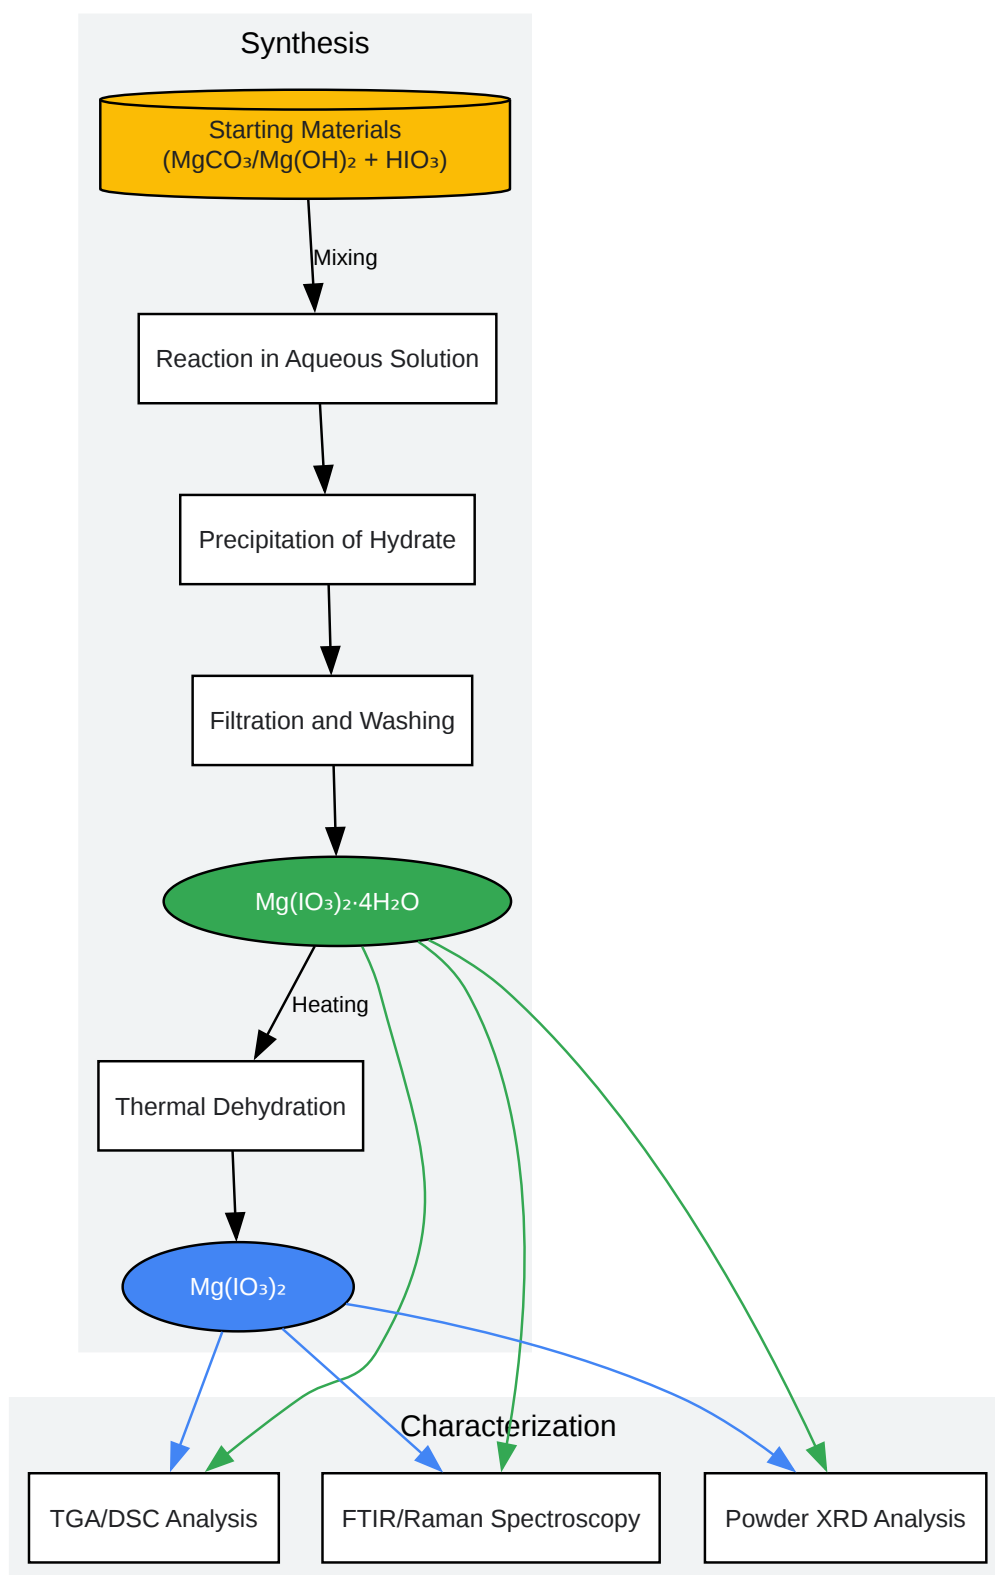 Synthesis
Starting Materials
(MgCO₃/Mg(OH)₂ + HIO₃)
Mixing
Reaction in Aqueous Solution
Precipitation of Hydrate
Filtration and Washing
Mg(IO₃)₂·4H₂O
Heating
Thermal Dehydration
Mg(IO₃)₂
Characterization
TGA/DSC Analysis
FTIR/Raman Spectroscopy
Powder XRD Analysis